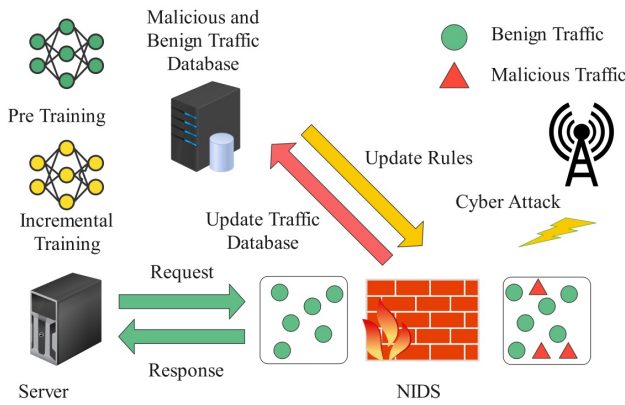 Malicious and
Benign Traffic
Database
Benign Traffic
Malicious Traffic
Pre Training
Update Rules
Incremental
Training
Cyber Attack
Update Traffic
Database
Request
Response
Server
NIDS